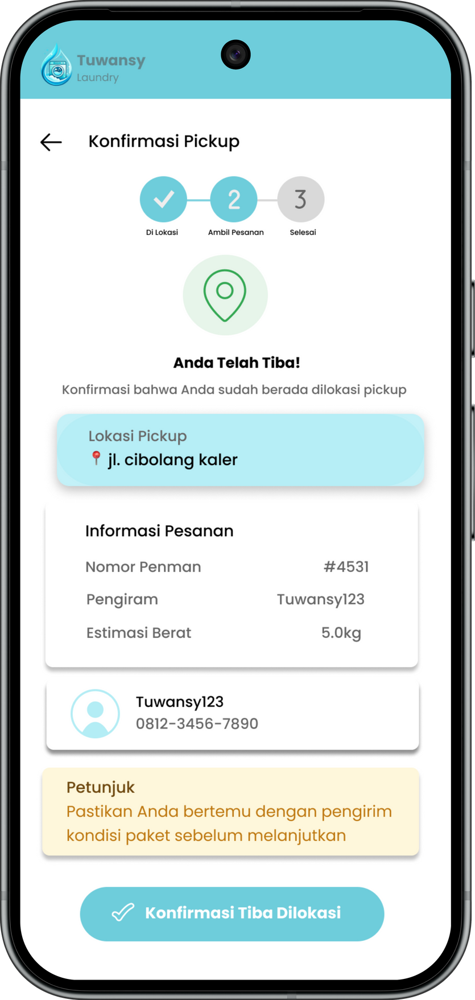 Tuwansy
Laundry
Konfirmasi Pickup
2
3
Di Lokasi
Ambil Pesanan
Selesai
Anda Telah Tiba!
Konfirmasi bahwa Anda sudah berada dilokasi pickup
Lokasi Pickup
📍 jl. cibolang kaler
Informasi Pesanan
Nomor Penman #4531
Pengiram Tuwansy123
Estimasi Berat 5.0kg
Tuwansy123
0812-3456-7890
Petunjuk
Pastikan Anda bertemu dengan pengirim
kondisi paket sebelum melanjutkan
Konfirmasi Tiba Dilokasi